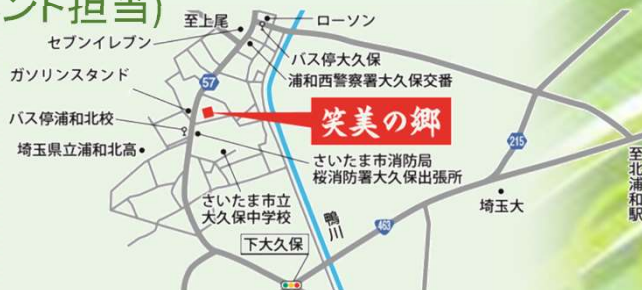 ント担当)
至上尾
ローソン
セブンイレブン
バス停大久保
浦和西警察署大久保交番
ガソリンスタンド
57
バス停浦和北校
笑美の郷
埼玉県立浦和北高
さいたま市消防局
桜消防署大久保出張所
215
至北浦和駅
さいたま市立
大久保中学校
埼玉大
鴨川
463
下大久保